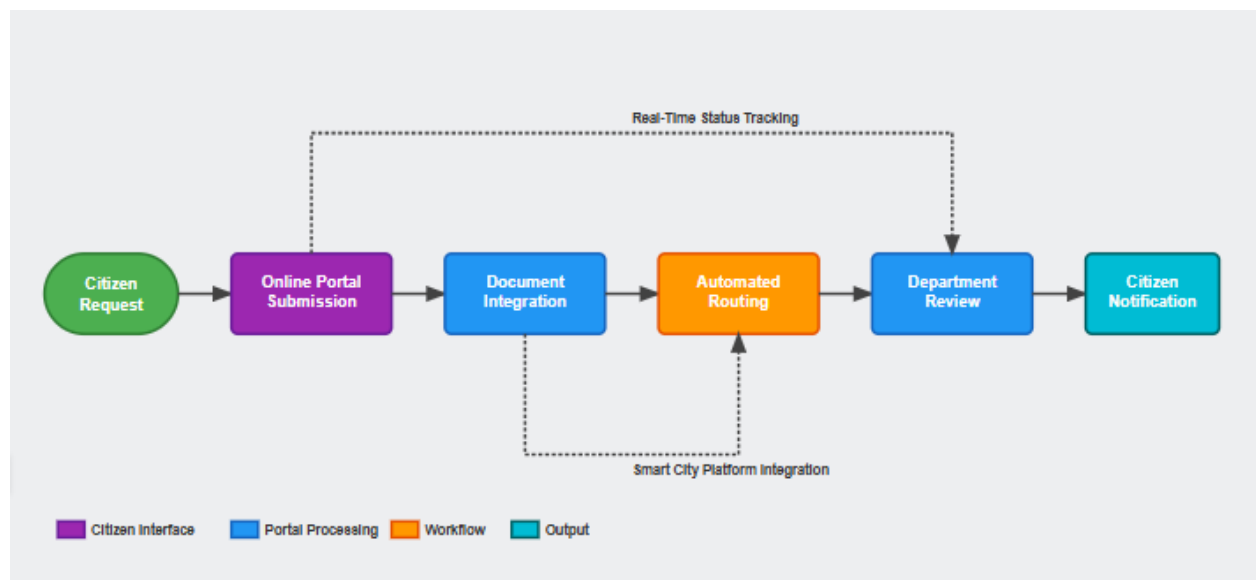 Real-Time Status Tracking
Citizen
Request
Online Portal
Submission
Document
Integration
Automated
Routing
Department
Review
Citizen
Notification
Smart City Platform Integration
Citizen Interface
Portal Processing
Workflow
Output